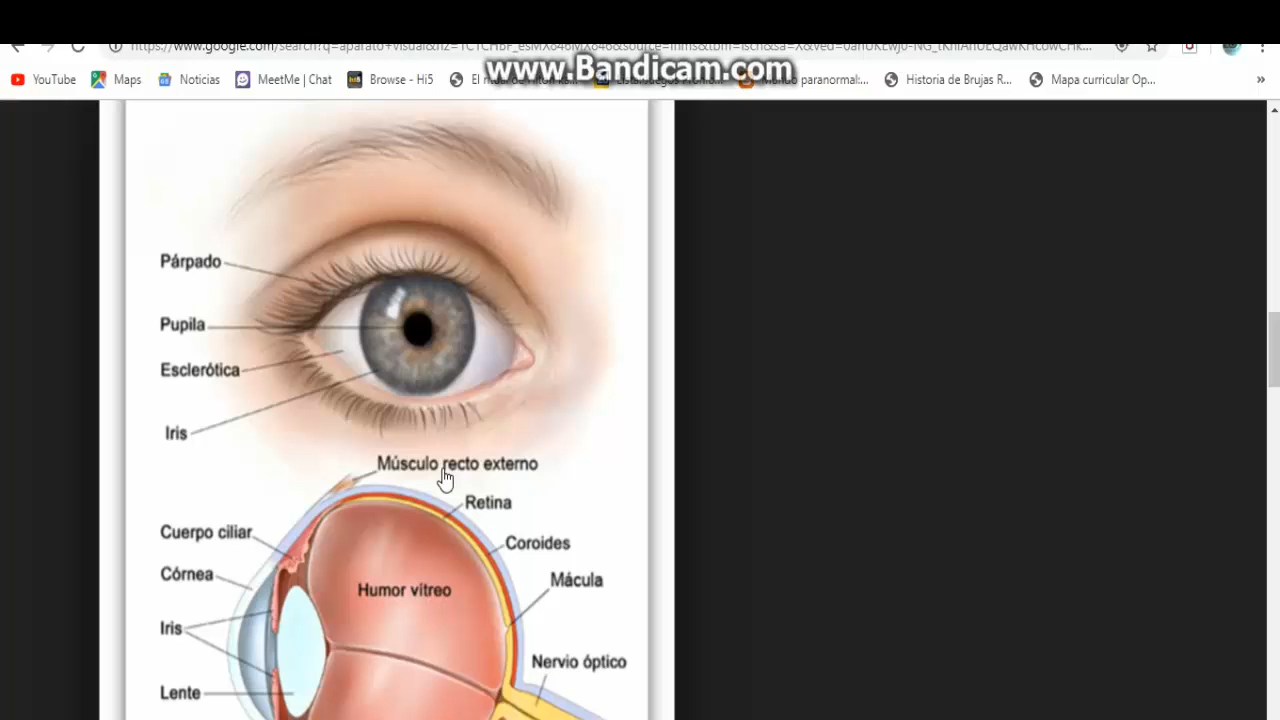 www.Bandicam.com
YouTube
Maps
Noticias
MeetMe | Chat
Browse - Hi5
paranormal:...
Historia de Brujas R...
Mapa curricular Op...
»
Párpado
Pupila
Esclerótica
Iris
Músculo recto externo
Retina
Cuerpo ciliar
Coroides
Córnea
Mácula
Humor vítreo
Iris
Nervio óptico
Lente